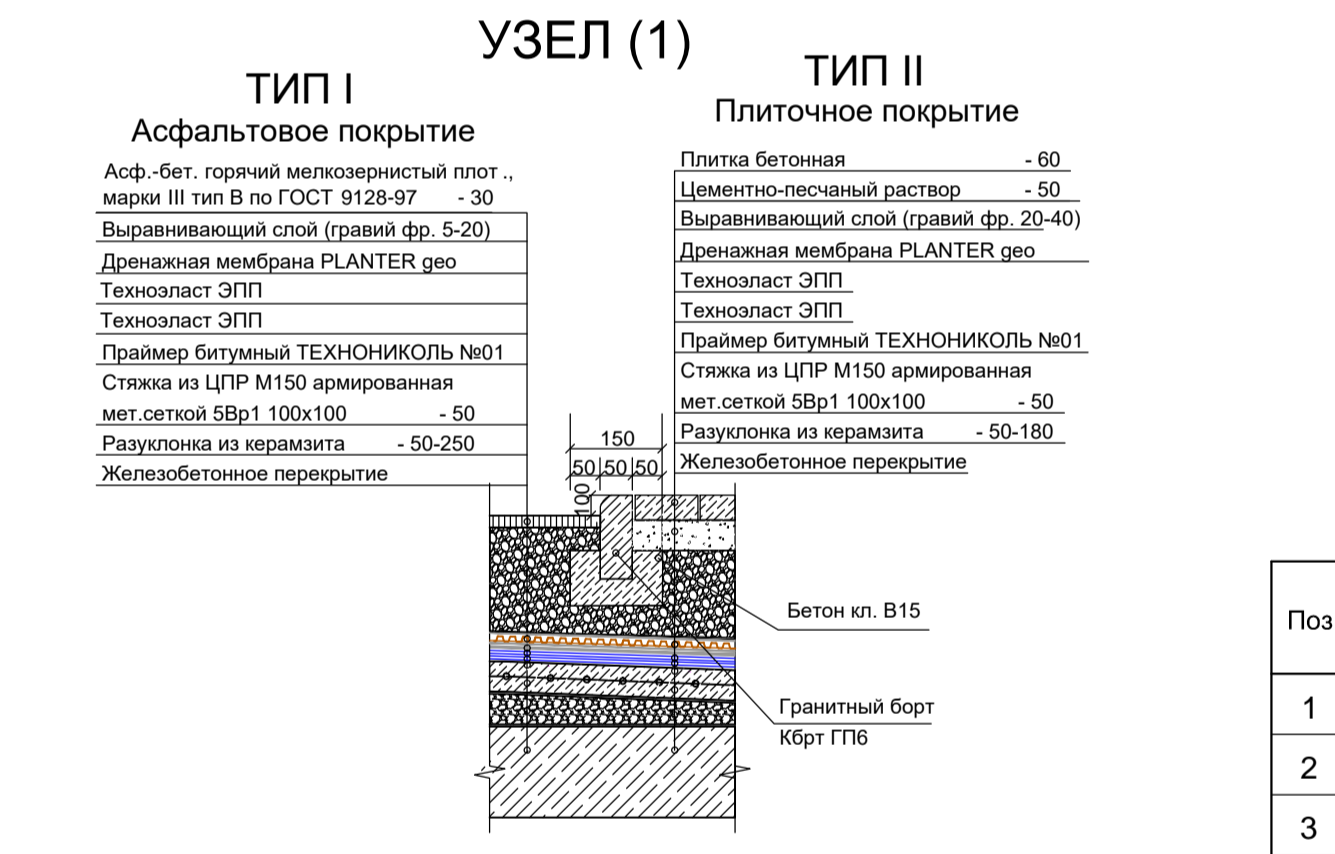 УЗЕЛ (1)
ТИП I
Асфальтовое покрытие
Асф.-бет. горячий мелкозернистый плот .,
марки III тип В по ГОСТ 9128-97 - 30
Выравнивающий слой (гравий фр. 5-20)
Дренажная мембрана PLANTER geo
Техноэласт ЭПП
Техноэласт ЭПП
Праймер битумный ТЕХНОНИКОЛЬ №01
Стяжка из ЦПР М150 армированная
мет.сеткой 5Вр1 100х100 - 50
Разуклонка из керамзита - 50-250
Железобетонное перекрытие
ТИП II
Плиточное покрытие
Плитка бетонная - 60
Цементно-песчаный раствор - 50
Выравнивающий слой (гравий фр. 20-40)
Дренажная мембрана PLANTER geo
Техноэласт ЭПП
Техноэласт ЭПП
Праймер битумный ТЕХНОНИКОЛЬ №01
Стяжка из ЦПР М150 армированная
мет.сеткой 5Вр1 100х100 - 50
Разуклонка из керамзита - 50-180
Железобетонное перекрытие
150
50 50 50
100
Бетон кл. В15
Гранитный борт
Кбрт ГП6
Поз
1
2
3